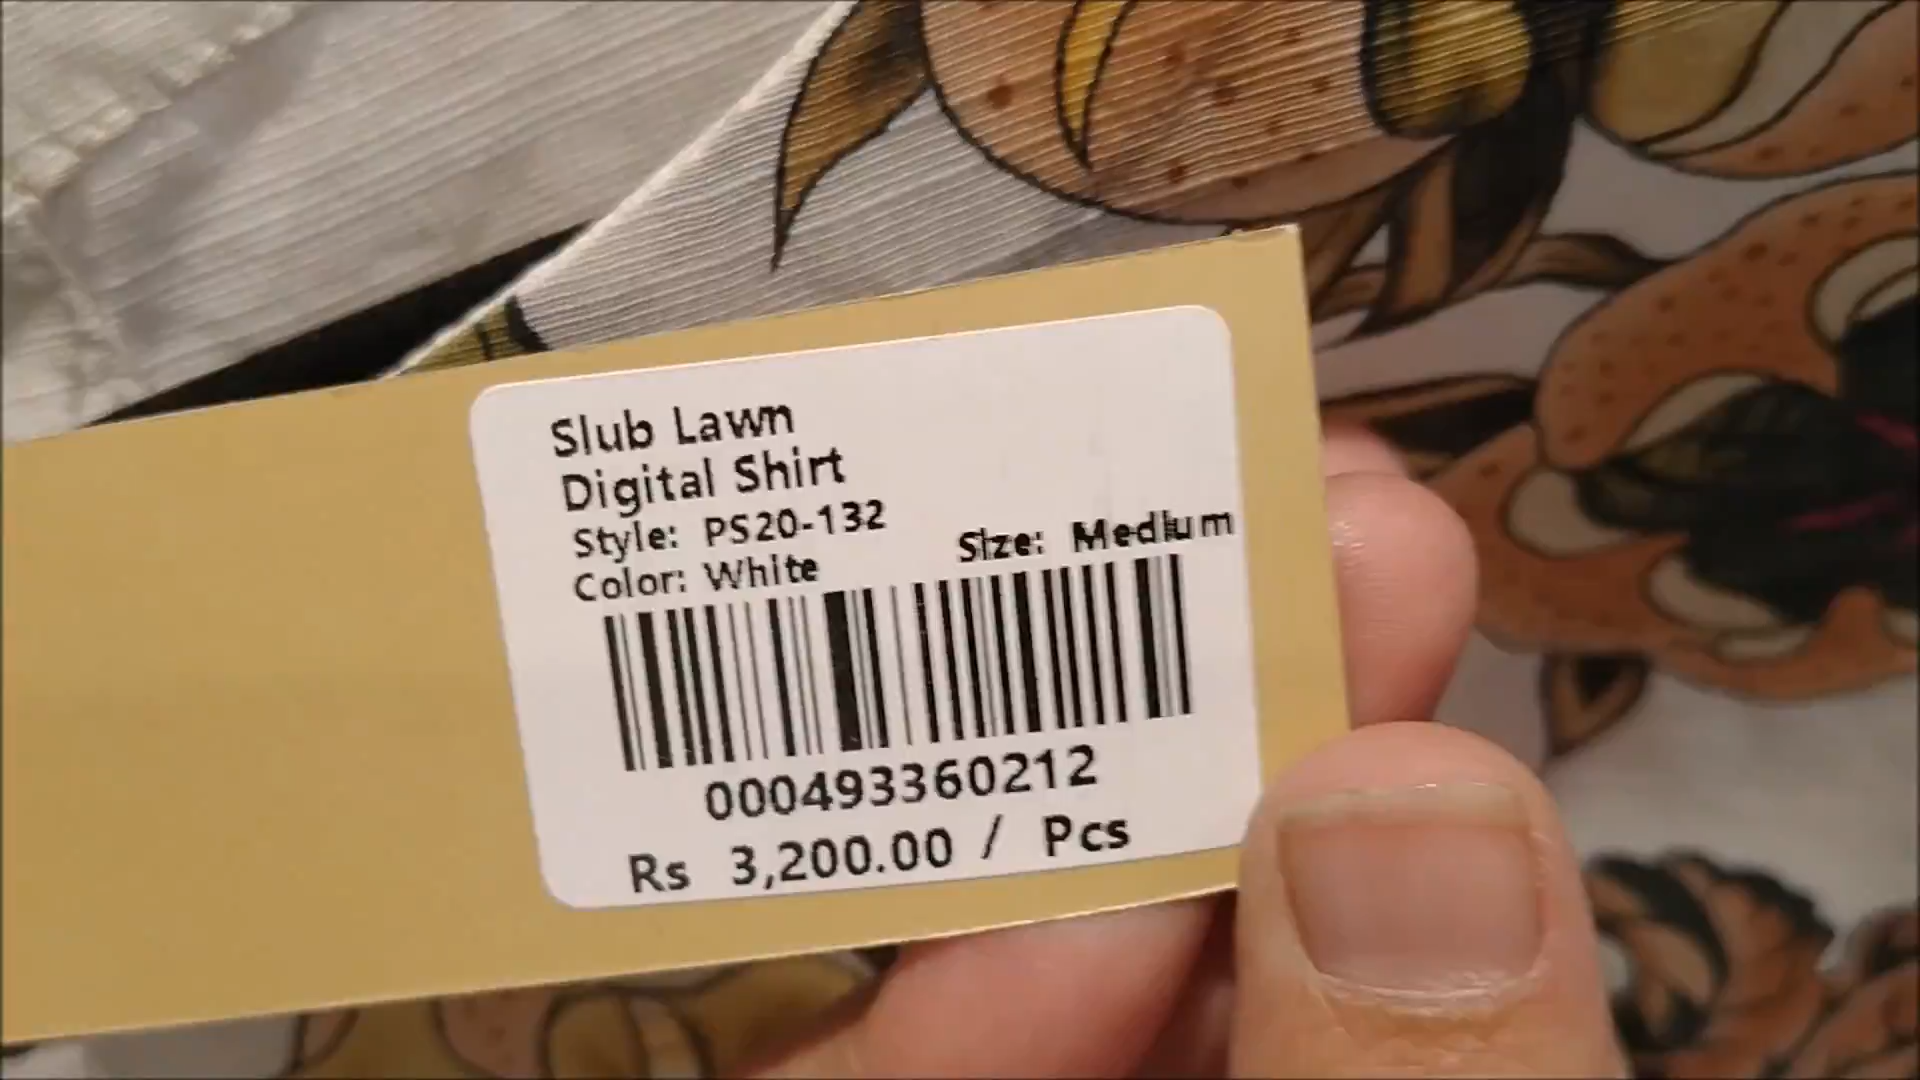 Slub Lawn
Digital Shirt
Style: PS20-132
Color: White Size: Medium
000493360212
Rs 3,200.00 / Pcs